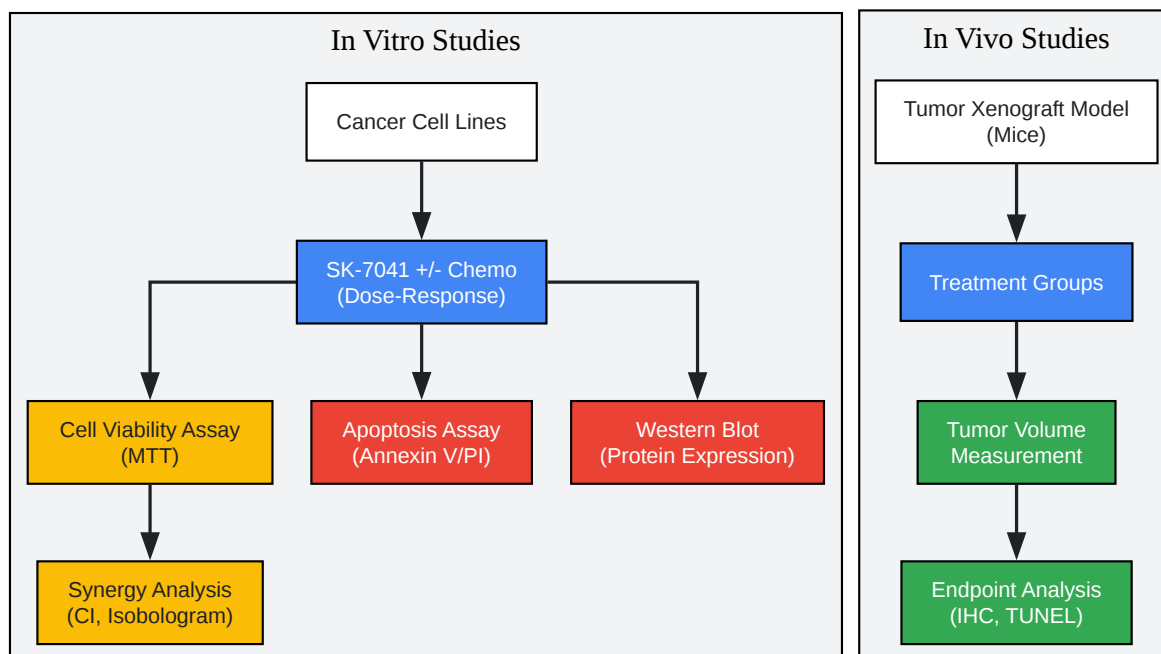 In Vitro Studies
Cancer Cell Lines
SK-7041 +/- Chemo
(Dose-Response)
Cell Viability Assay
(MTT)
Apoptosis Assay
(Annexin V/PI)
Western Blot
(Protein Expression)
Synergy Analysis
(CI, Isobologram)
In Vivo Studies
Tumor Xenograft Model
(Mice)
Treatment Groups
Tumor Volume
Measurement
Endpoint Analysis
(IHC, TUNEL)